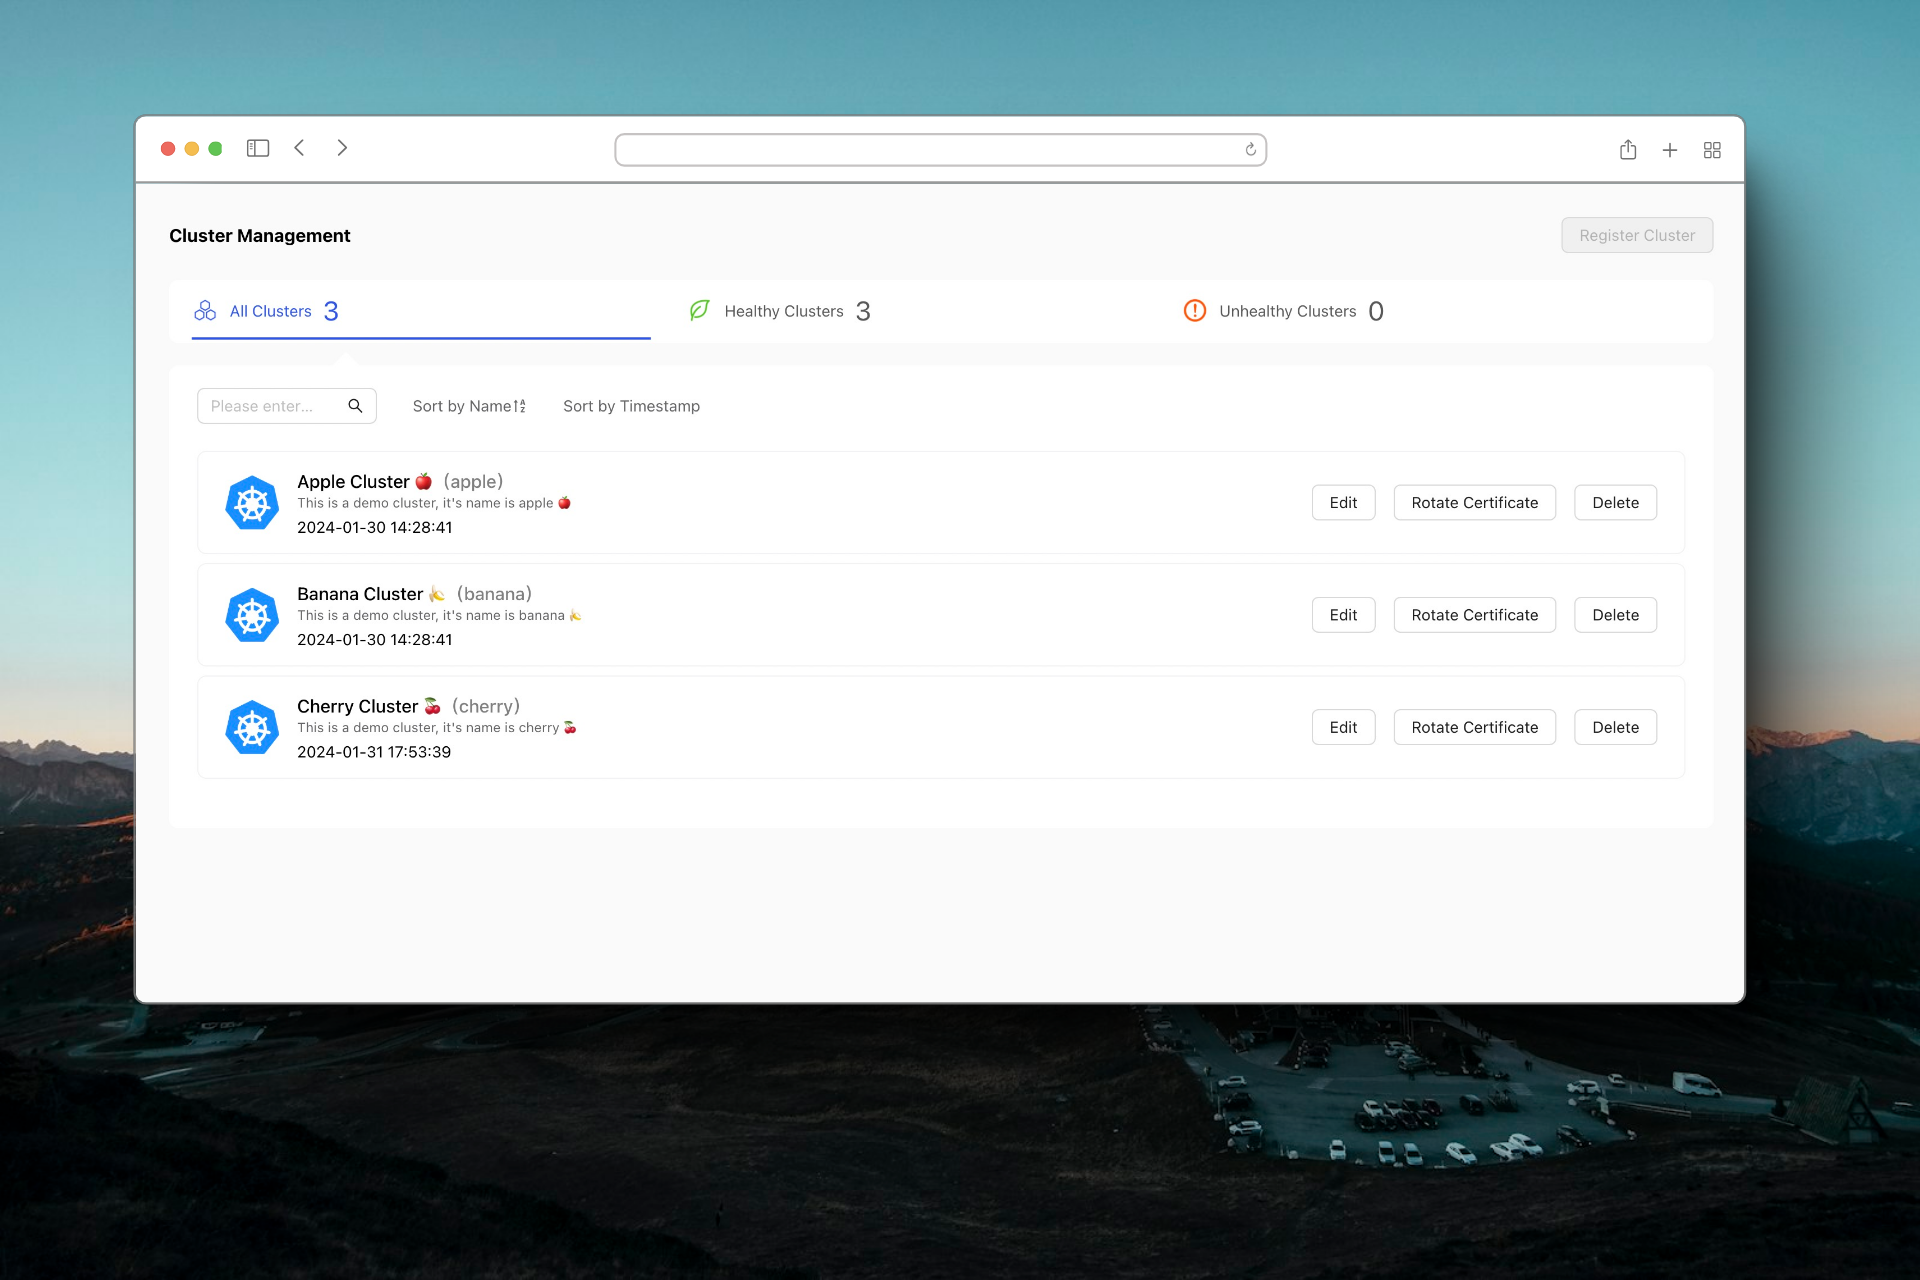 Cluster Management
Register Cluster
All Clusters 3
Healthy Clusters 3
Unhealthy Clusters 0
Please enter...
Sort by Name
Sort by Timestamp
Apple Cluster 🍎 (apple)
This is a demo cluster, it's name is apple 🍎
2024-01-30 14:28:41
Edit
Rotate Certificate
Delete
Banana Cluster 🍌 (banana)
This is a demo cluster, it's name is banana 🍌
2024-01-30 14:28:41
Edit
Rotate Certificate
Delete
Cherry Cluster 🍒 (cherry)
This is a demo cluster, it's name is cherry 🍒
2024-01-31 17:53:39
Edit
Rotate Certificate
Delete